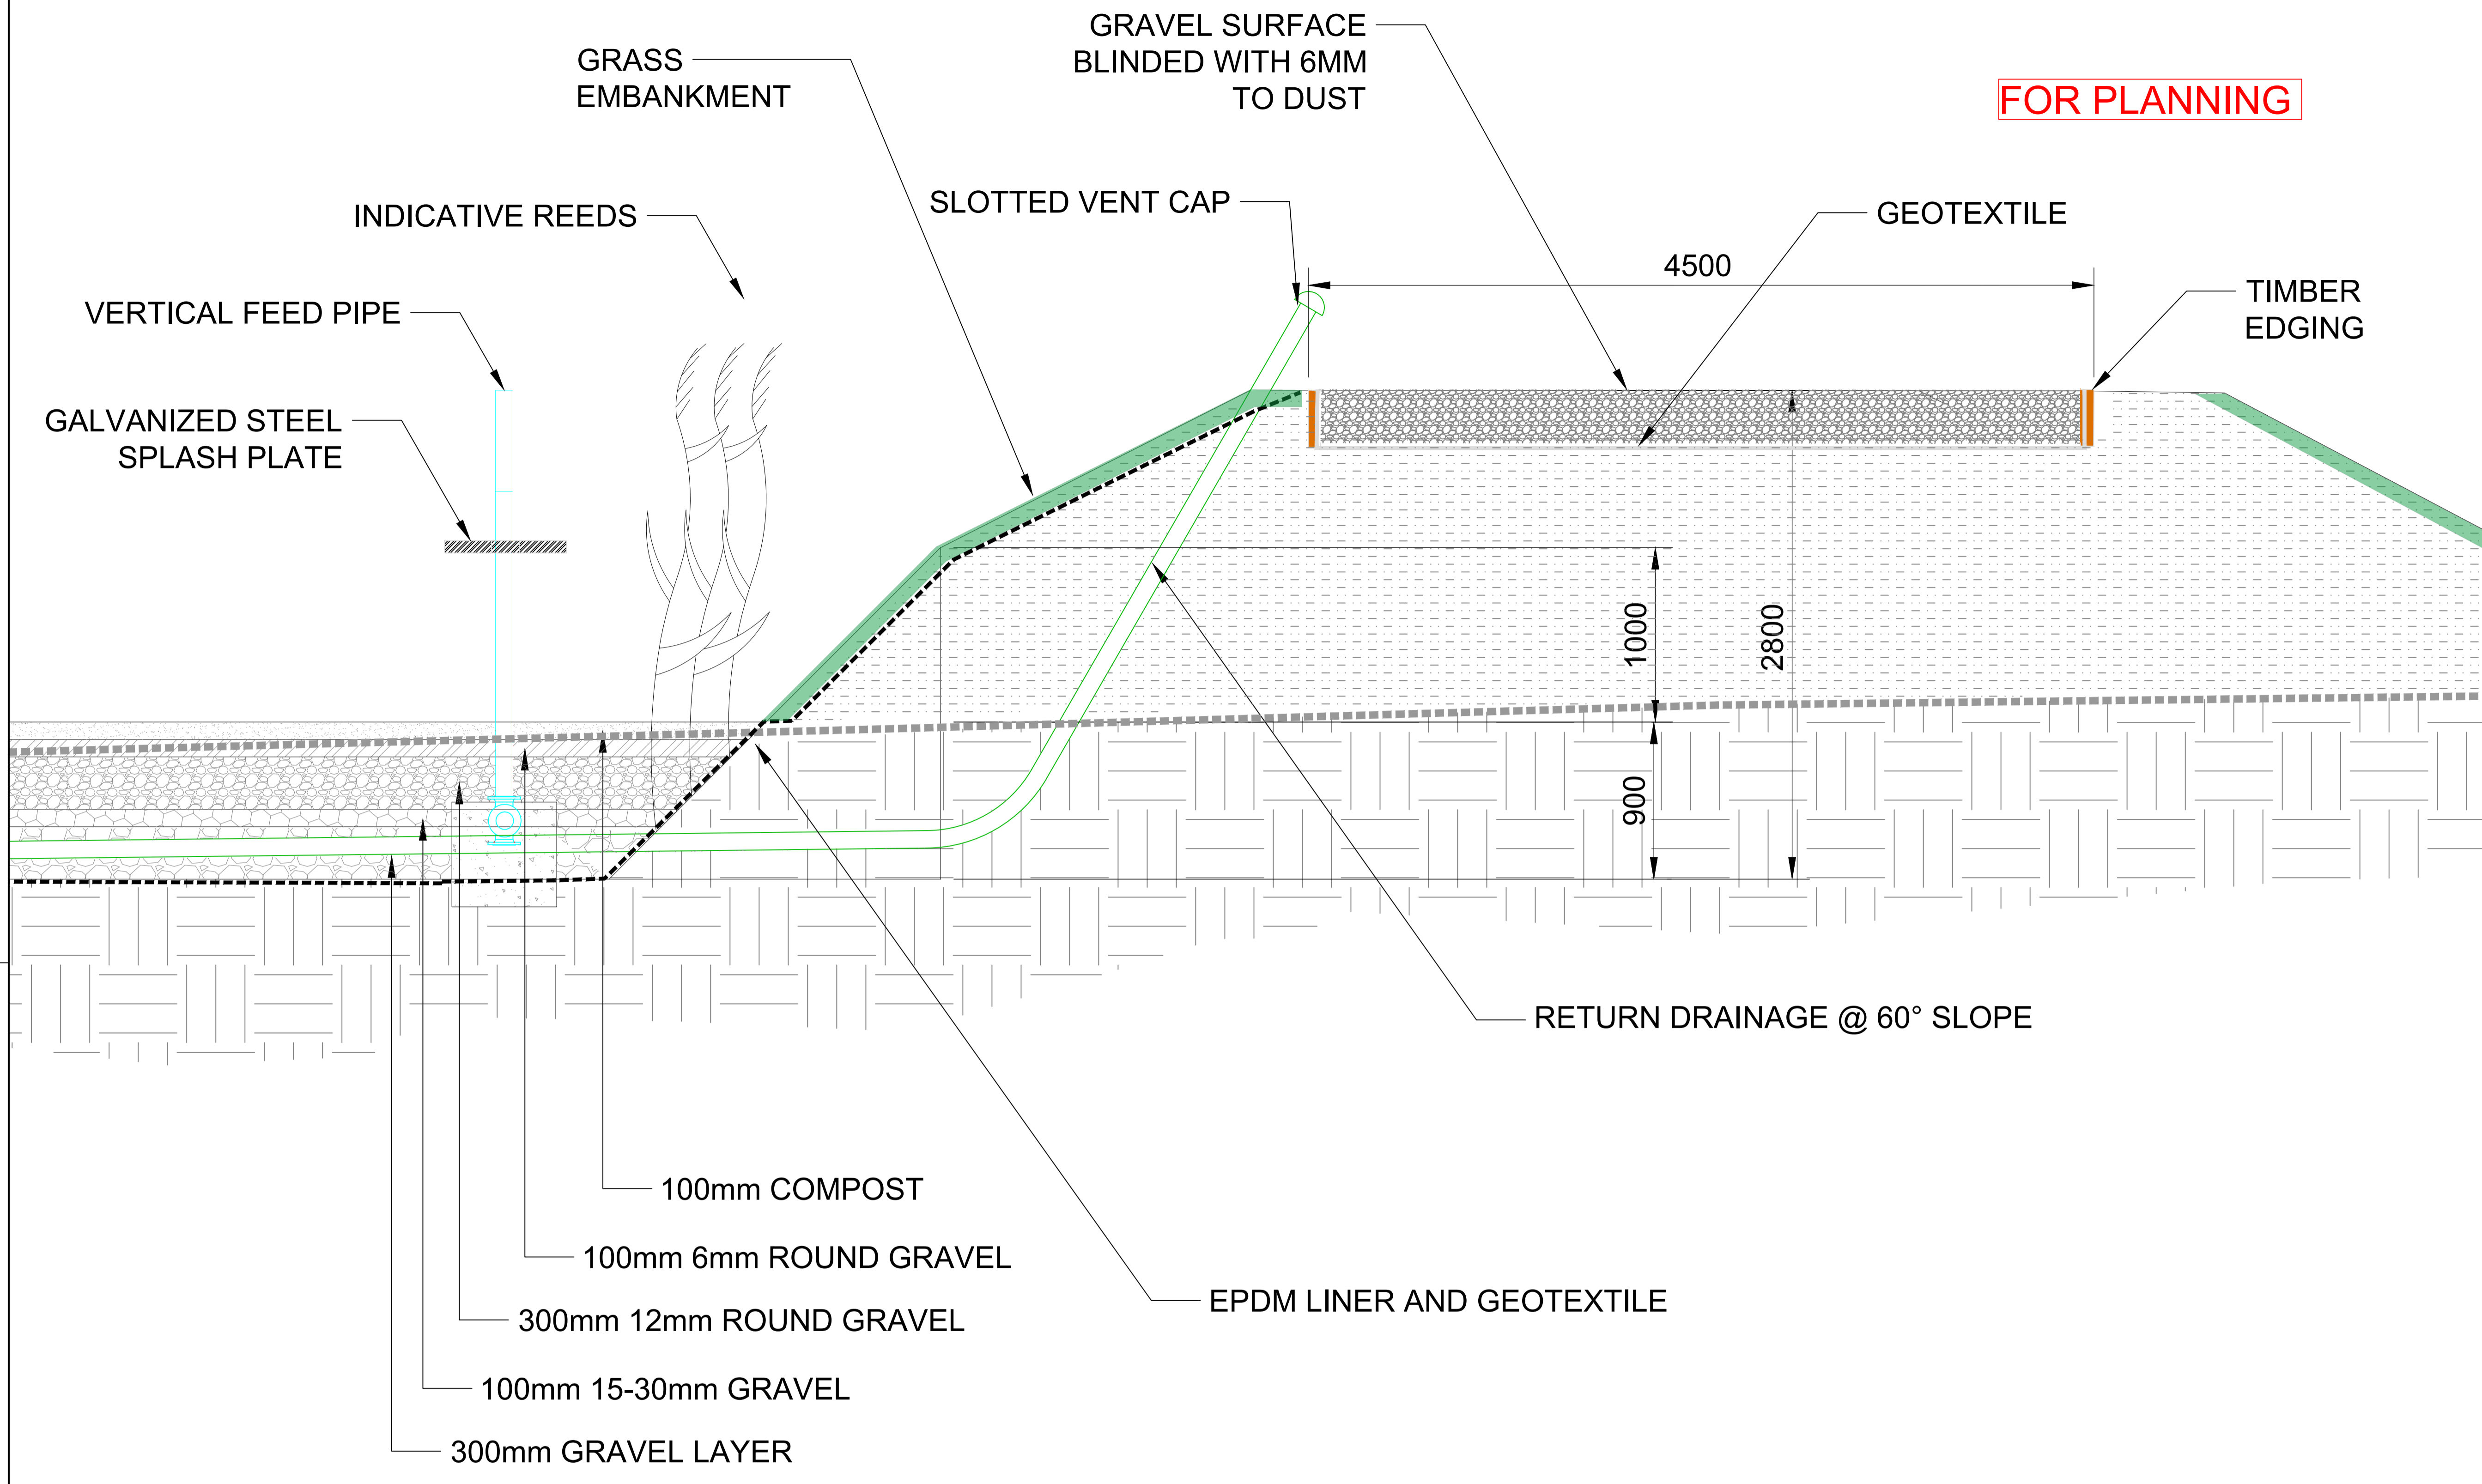 GRAVEL SURFACE
BLINDED WITH 6MM
TO DUST
GRASS
EMBANKMENT
FOR PLANNING
INDICATIVE REEDS
SLOTTED VENT CAP
GEOTEXTILE
4500
VERTICAL FEED PIPE
TIMBER
EDGING
GALVANIZED STEEL
SPLASH PLATE
1000
2800
900
RETURN DRAINAGE @ 60° SLOPE
100mm COMPOST
100mm 6mm ROUND GRAVEL
EPDM LINER AND GEOTEXTILE
300mm 12mm ROUND GRAVEL
100mm 15-30mm GRAVEL
300mm GRAVEL LAYER